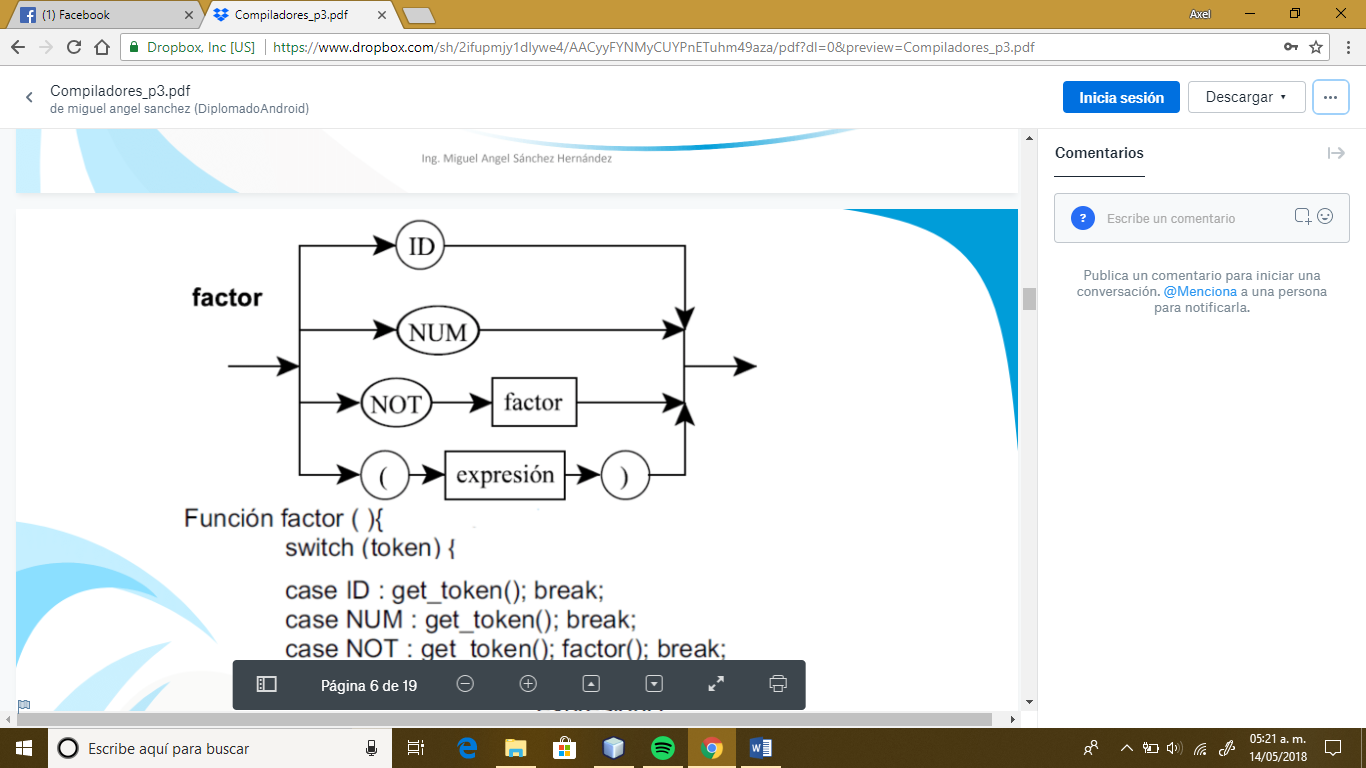 (1) Facebook
Compiladores_p3.pdf
Axel
Dropbox, Inc [US]
https://www.dropbox.com/sh/2ifupmjy1dlywe4/AACyyFYNMyCUYPnETuhm49aza/pdf?dl=0&preview=Compiladores_p3.pdf
Compiladores_p3.pdf
de miguel angel sanchez (DiplomadoAndroid)
Inicia sesión
Descargar
Ing. Miguel Angel Sánchez Hernández
factor
ID
NUM
NOT
factor
(
expresión
)
Función factor ( ){
switch (token) {
case ID : get_token(); break;
case NUM : get_token(); break;
case NOT : get_token(); factor(); break;
Página 6 de 19
Comentarios
?
Escribe un comentario
Publica un comentario para iniciar una
conversación. @Menciona a una persona
para notificarla.
Escribe aquí para buscar
05:21 a. m.
14/05/2018